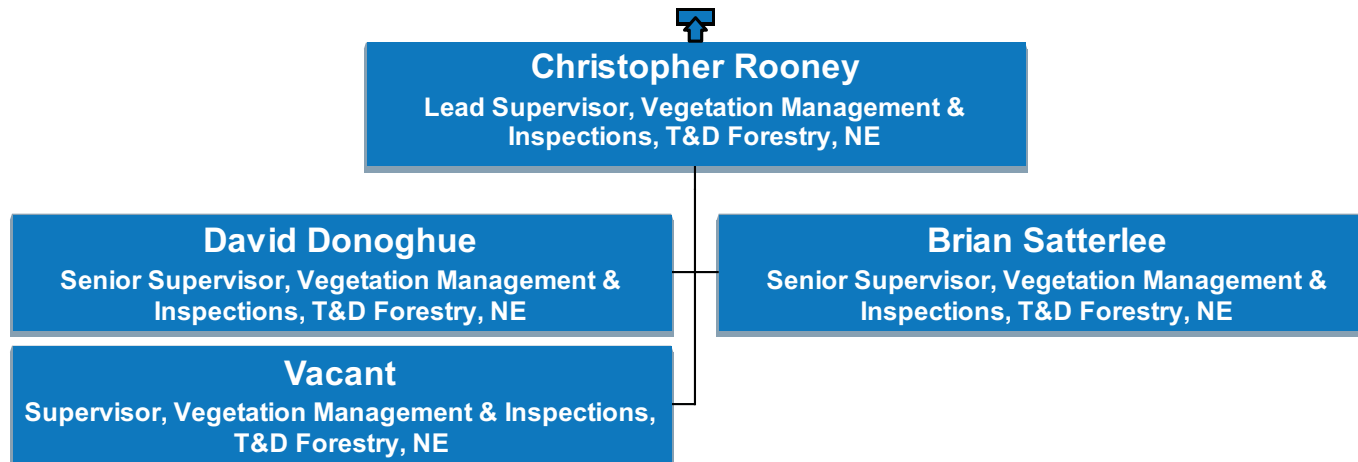 Christopher Rooney
Lead Supervisor, Vegetation Management &
Inspections, T&D Forestry, NE
David Donoghue
Senior Supervisor, Vegetation Management &
Inspections, T&D Forestry, NE
Brian Satterlee
Senior Supervisor, Vegetation Management &
Inspections, T&D Forestry, NE
Vacant
Supervisor, Vegetation Management & Inspections,
T&D Forestry, NE